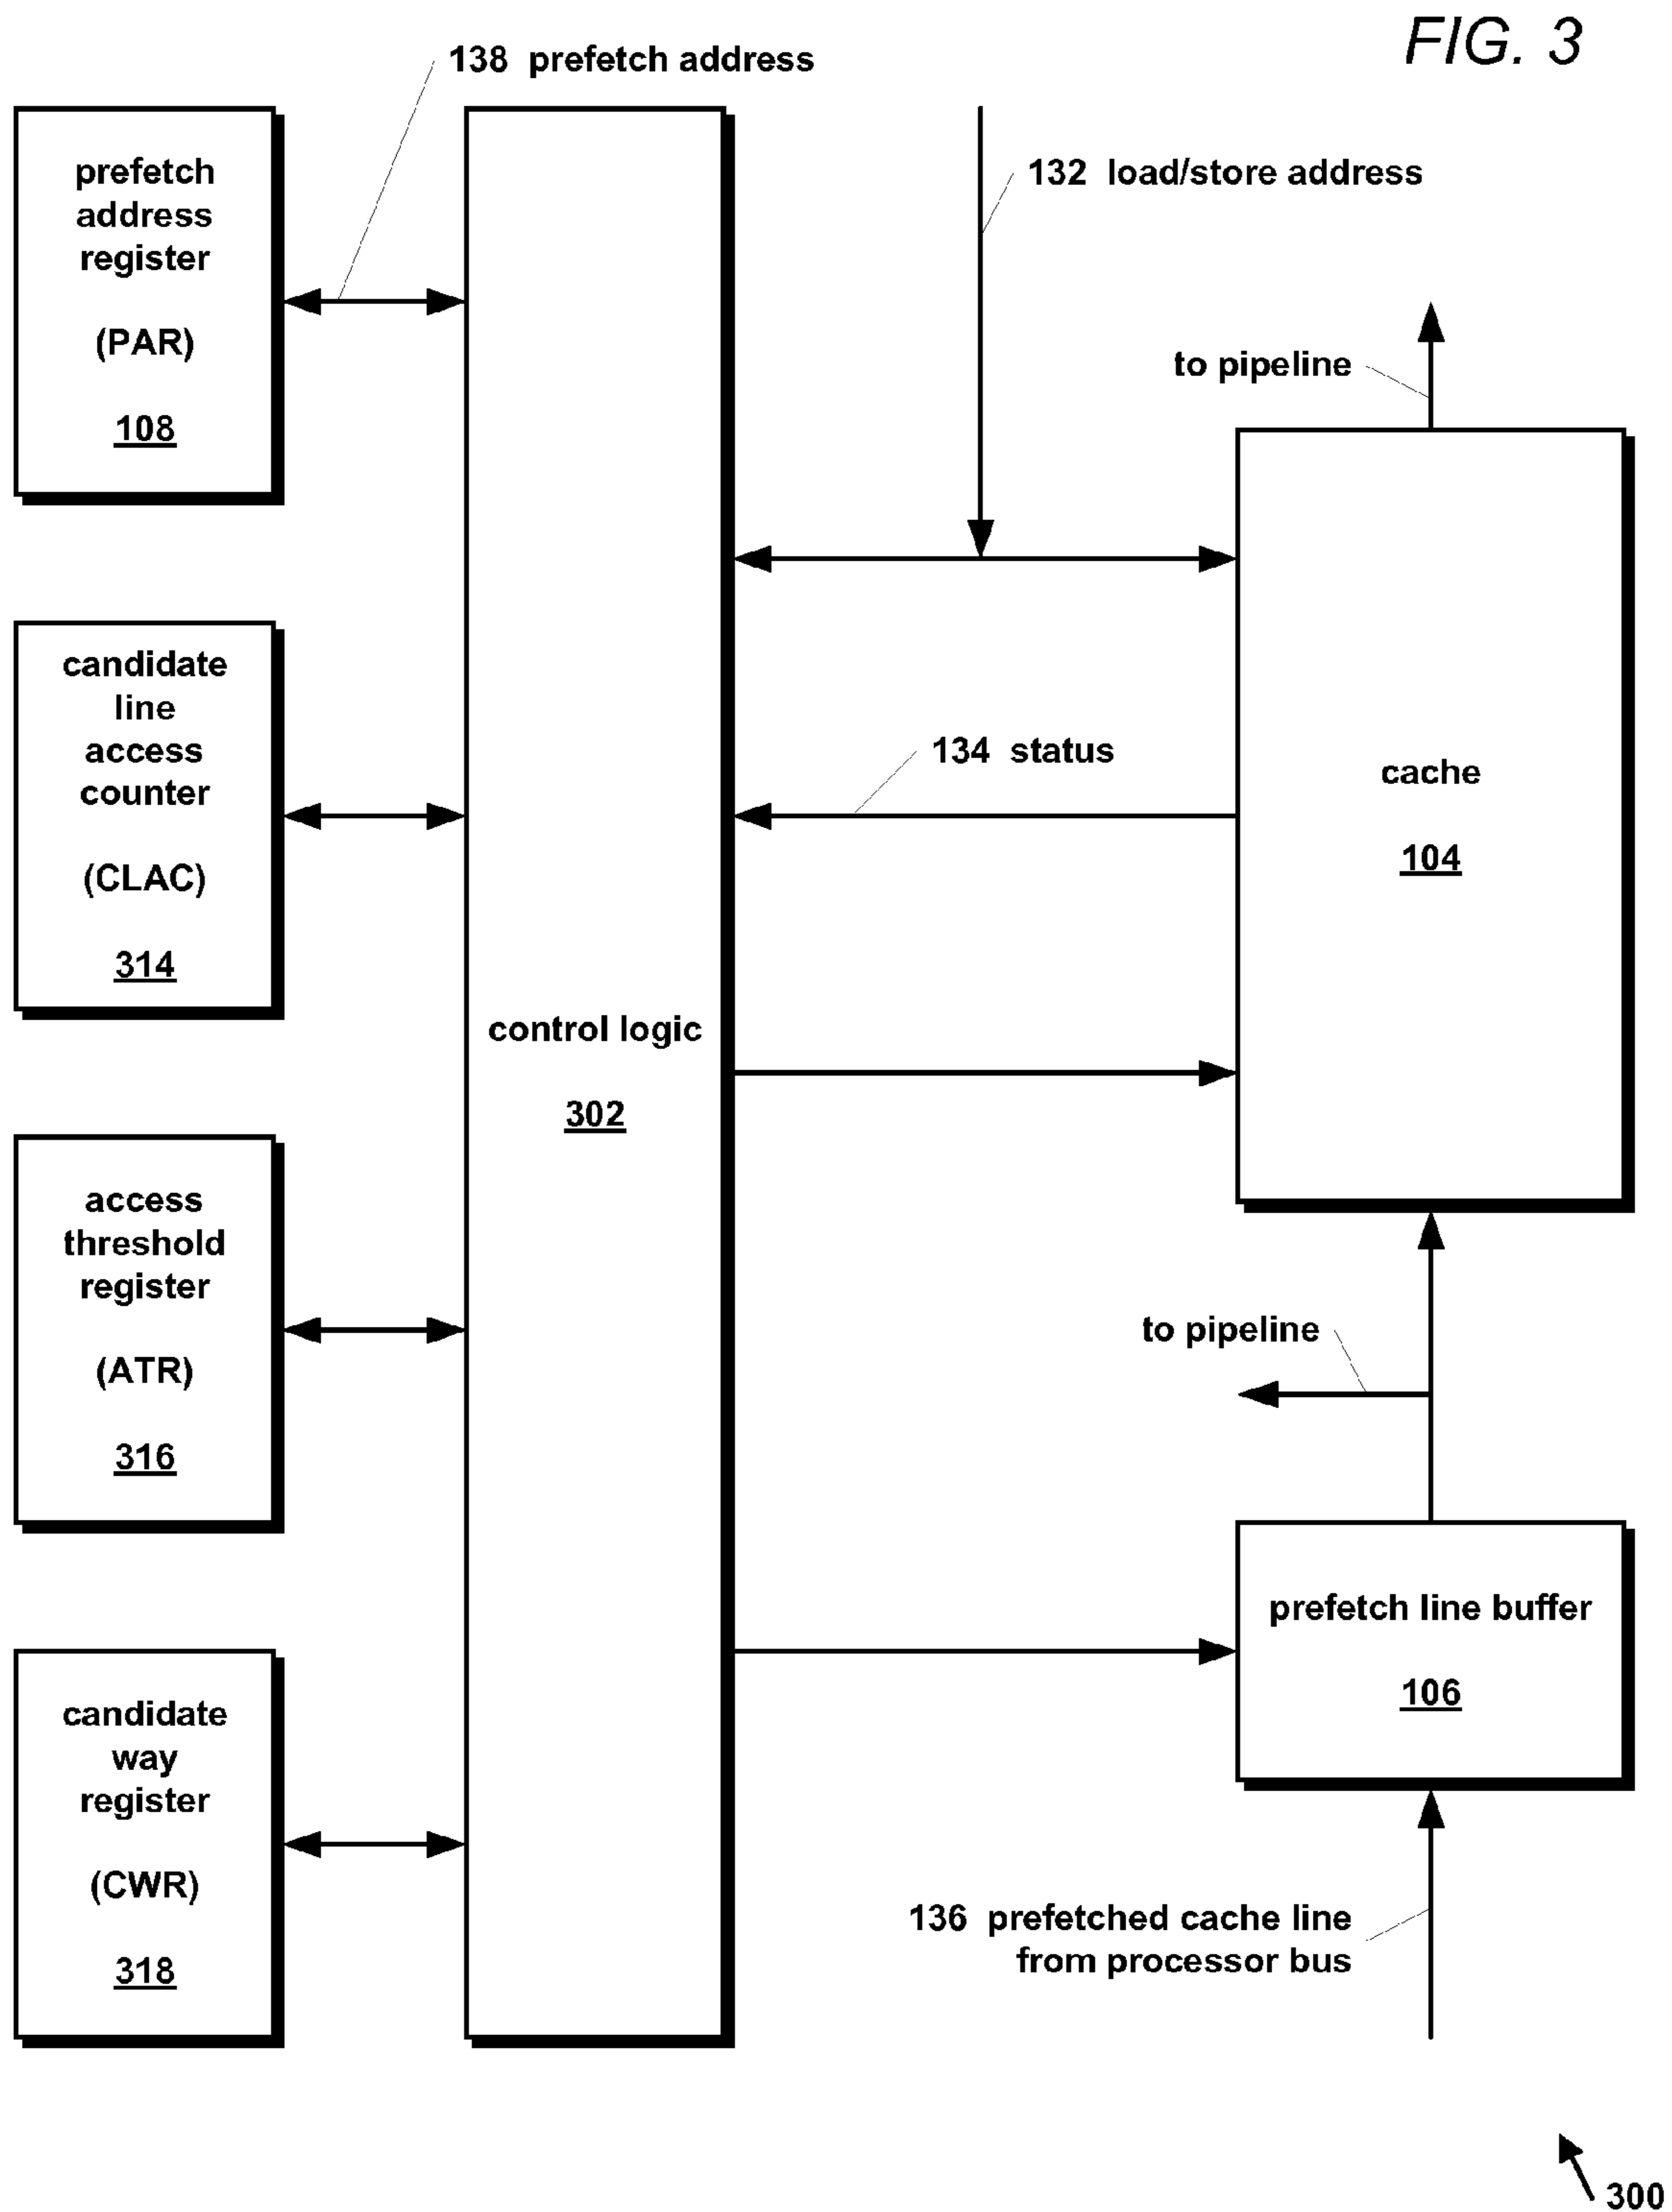 FIG. 3
138 prefetch address
132 load/store address
prefetch
address
register
(PAR)
108
to pipeline
candidate
line
access
counter
(CLAC)
314
134 status
cache
104
control logic
302
access
threshold
register
(ATR)
316
to pipeline
prefetch line buffer
106
candidate
way
register
(CWR)
318
136 prefetched cache line
from processor bus
300